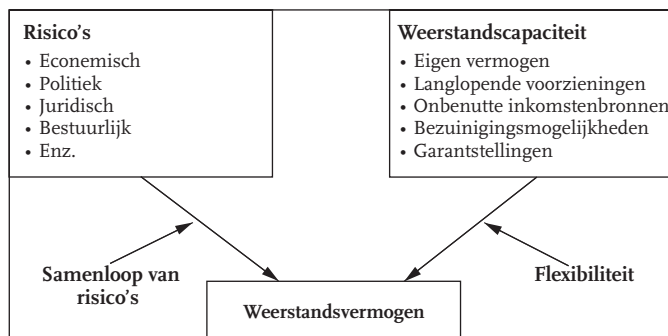 Risico's
• Economisch
• Politiek
• Juridisch
• Bestuurlijk
• Enz.
Weerstandscapaciteit
• Eigen vermogen
• Langlopende voorzieningen
• Onbenutte inkomstenbronnen
• Bezuinigingsmogelijkheden
• Garantstellingen
Samenloop van
risico's
Flexibiliteit
Weerstandsvermogen